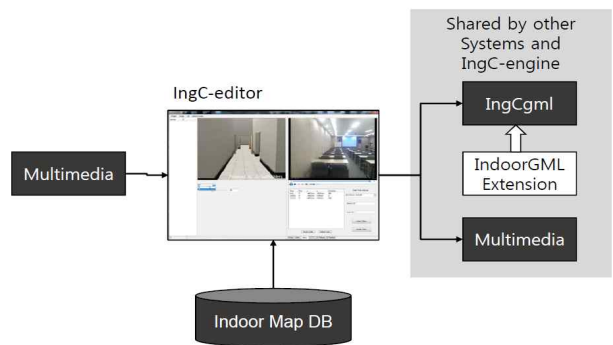 Shared by other
Systems and
IngC-engine
IngC-editor
IngCgml
Multimedia
IndoorGML
Extension
Multimedia
Indoor Map DB